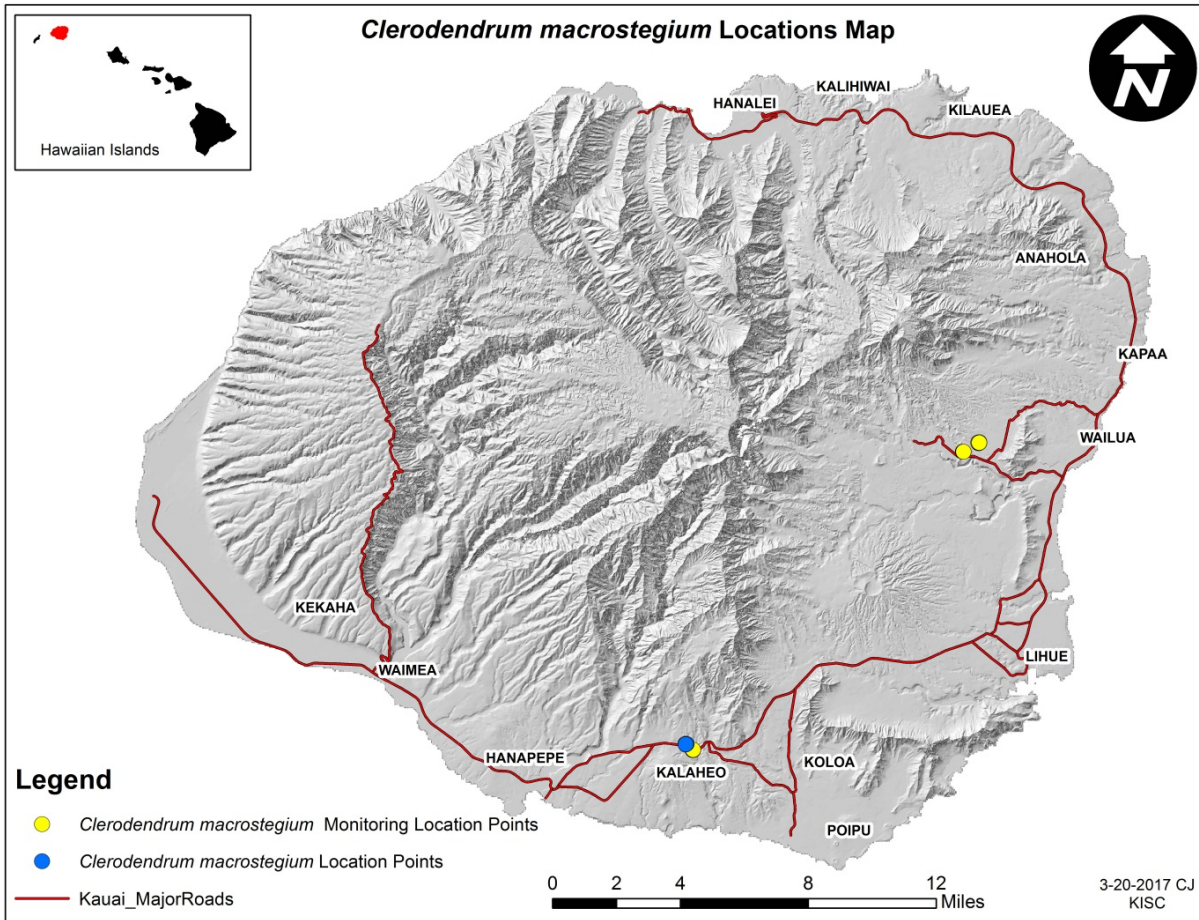 Clerodendrum macrostegium Locations Map
N
Hawaiian Islands
HANALEI
KALIHIWAI
KILAUEA
ANAHOLA
KAPAA
WAILUA
KEKAHA
WAIMEA
LIHUE
HANAPEPE
KALAHEO
KOLOA
POIPU
Legend
Clerodendrum macrostegium Monitoring Location Points
Clerodendrum macrostegium Location Points
Kauai_MajorRoads
0 2 4 8 12
Miles
3-20-2017 CJ
KISC